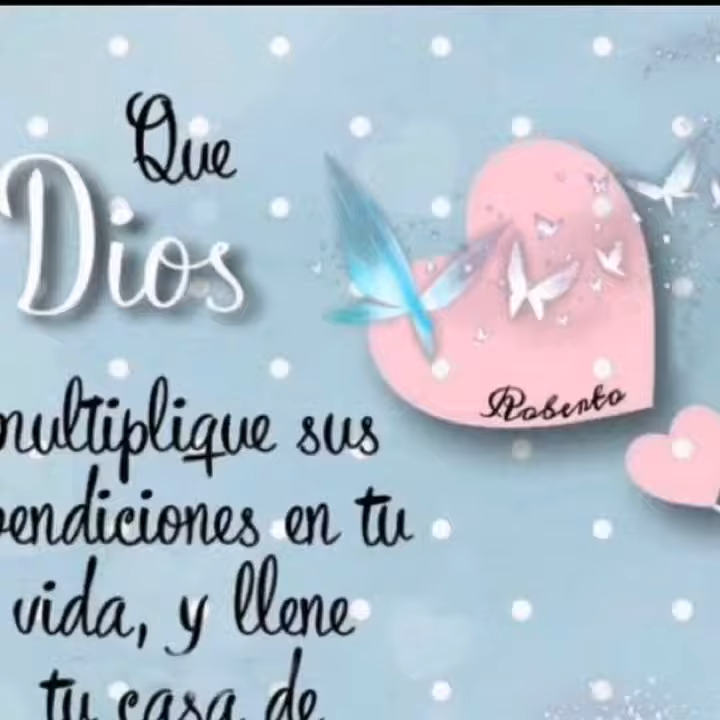 Que
Dios
multiplique sus
bendiciones en tu
vida, y llene
tu casa de
Roberto